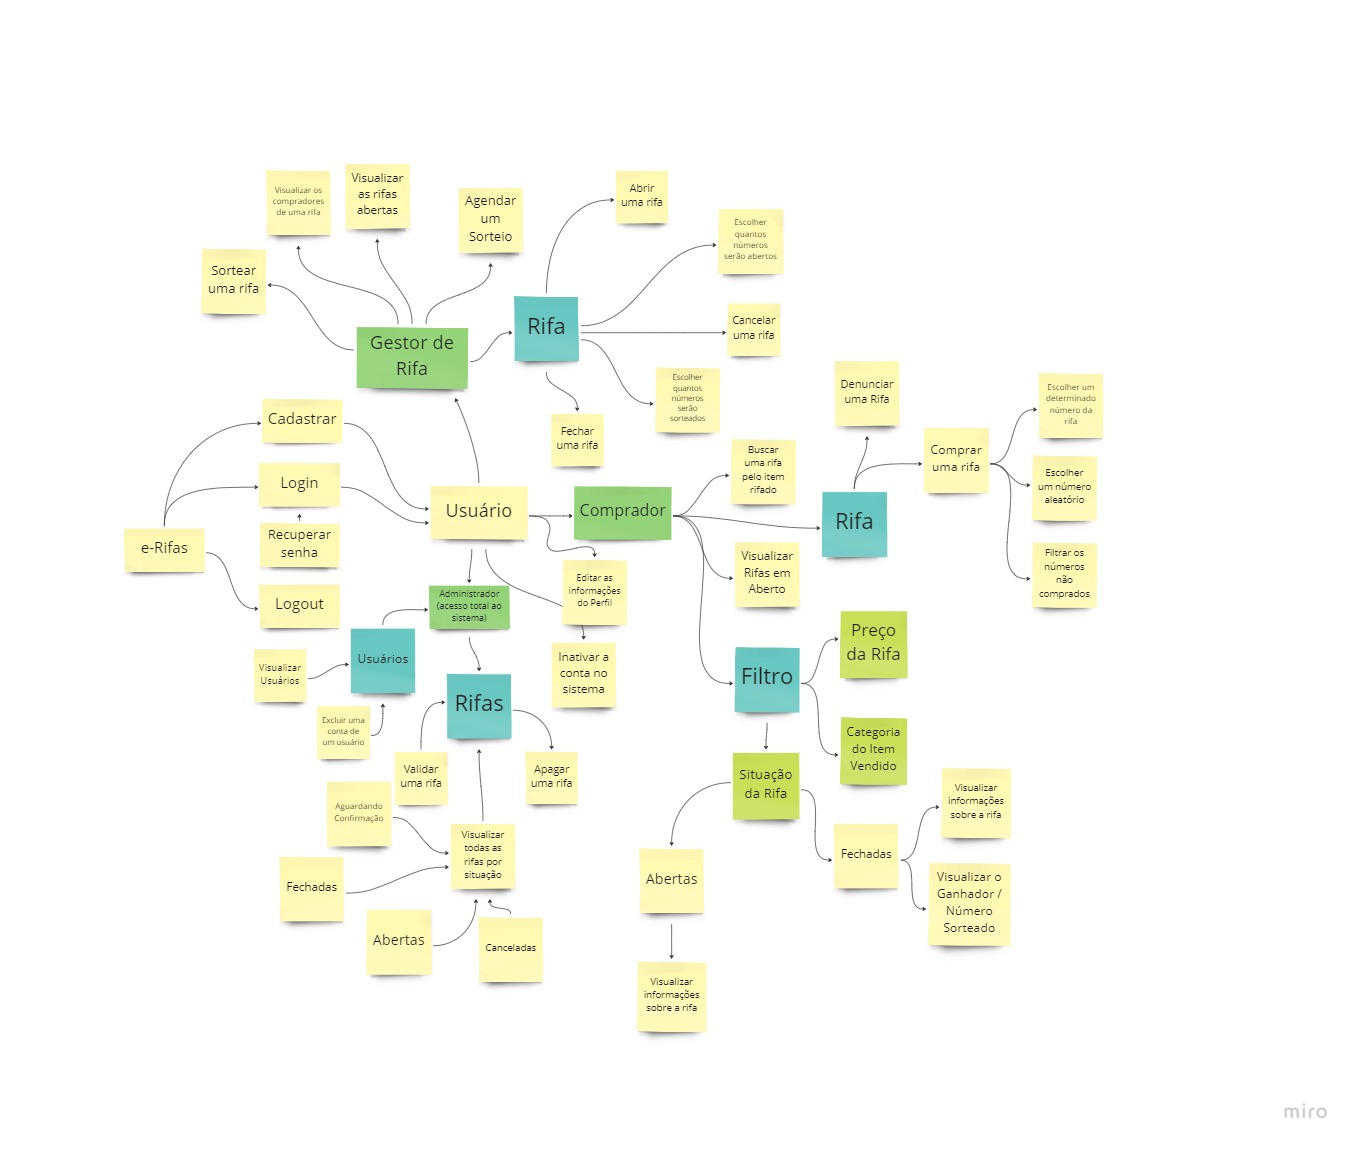 Visualizar os
compradores
de uma rifa
Visualizar
as rifas
abertas
Agendar
um
Sorteio
Abrir
uma rifa
Escolher
quantos
números
serão abertos
Sortear
uma rifa
Gestor de
Rifa
Rifa
Cancelar
uma rifa
Escolher
quantos
números
serão
sorteados
Fechar
uma rifa
Denunciar
uma Rifa
Comprar
uma rifa
Escolher um
determinado
número da
rifa
Escolher
um número
aleatório
Filtrar os
números
não
comprados
Cadastrar
Login
Recuperar
senha
e-Rifas
Logout
Usuário
Comprador
Buscar
uma rifa
pelo item
rifado
Rifa
Visualizar
Rifas em
Aberto
Editar as
informações
do Perfil
Inativar a
conta no
sistema
Administrador
(acesso total ao
sistema)
Usuários
Visualizar
Usuários
Excluir uma
conta de
um usuário
Rifas
Validar
uma rifa
Apagar
uma rifa
Filtro
Preço
da Rifa
Categoria
do Item
Vendido
Situação
da Rifa
Aguardando
Confirmação
Visualizar
todas as
rifas por
situação
Fechadas
Abertas
Canceladas
Abertas
Visualizar
informações
sobre a rifa
Fechadas
Visualizar
informações
sobre a rifa
Visualizar o
Ganhador /
Número
Sorteado
miro